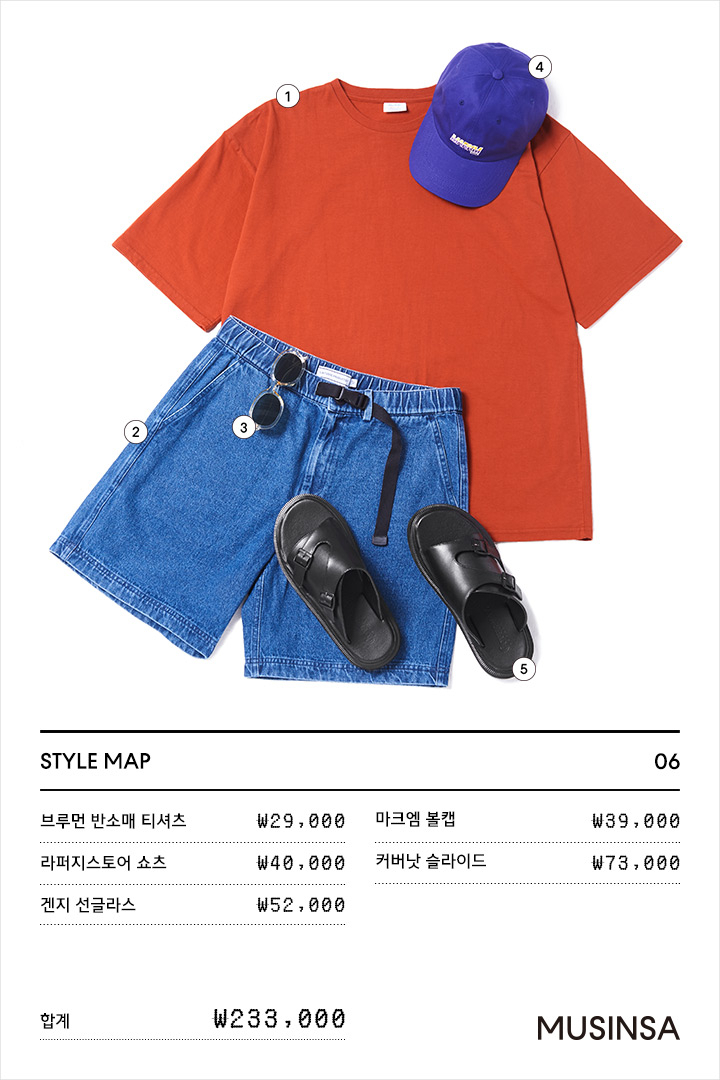 1
4
2
3
5
STYLE MAP 06
브루먼 반소매 티셔츠 ₩29,000
라퍼지스토어 쇼츠 ₩40,000
겐지 선글라스 ₩52,000
마크엠 볼캡 ₩39,000
커버낫 슬라이드 ₩73,000
합계 ₩233,000
MUSINSA